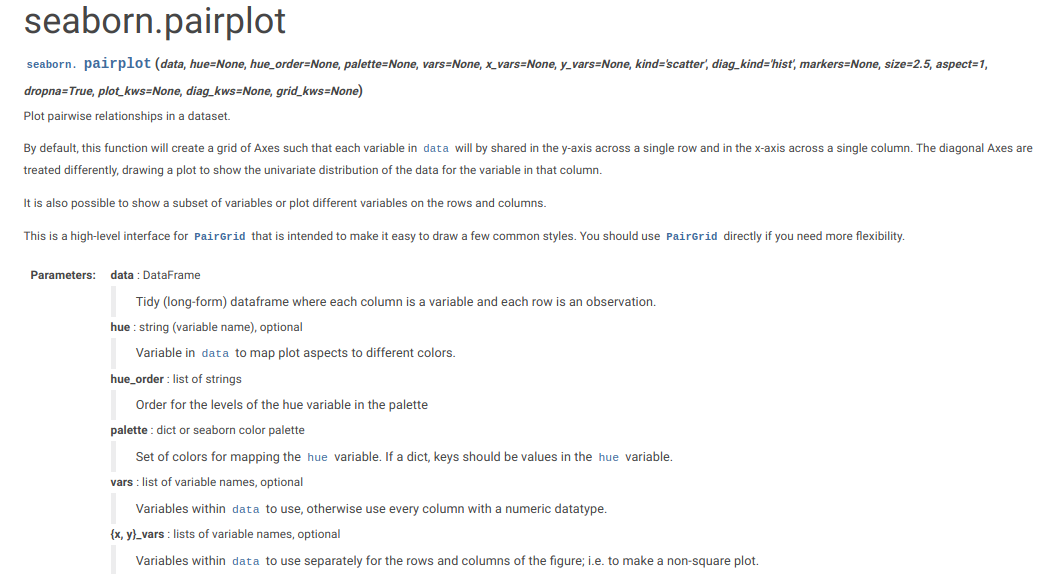 seaborn.pairplot
seaborn. pairplot(data, hue=None, hue_order=None, palette=None, vars=None, x_vars=None, y_vars=None, kind='scatter', diag_kind='hist', markers=None, size=2.5, aspect=1,
dropna=True, plot_kws=None, diag_kws=None, grid_kws=None)
Plot pairwise relationships in a dataset.
By default, this function will create a grid of Axes such that each variable in data will by shared in the y-axis across a single row and in the x-axis across a single column. The diagonal Axes are
treated differently, drawing a plot to show the univariate distribution of the data for the variable in that column.
It is also possible to show a subset of variables or plot different variables on the rows and columns.
This is a high-level interface for PairGrid that is intended to make it easy to draw a few common styles. You should use PairGrid directly if you need more flexibility.
Parameters: data : DataFrame
Tidy (long-form) dataframe where each column is a variable and each row is an observation.
hue : string (variable name), optional
Variable in data to map plot aspects to different colors.
hue_order : list of strings
Order for the levels of the hue variable in the palette
palette : dict or seaborn color palette
Set of colors for mapping the hue variable. If a dict, keys should be values in the hue variable.
vars : list of variable names, optional
Variables within data to use, otherwise use every column with a numeric datatype.
{x, y}_vars : lists of variable names, optional
Variables within data to use separately for the rows and columns of the figure; i.e. to make a non-square plot.